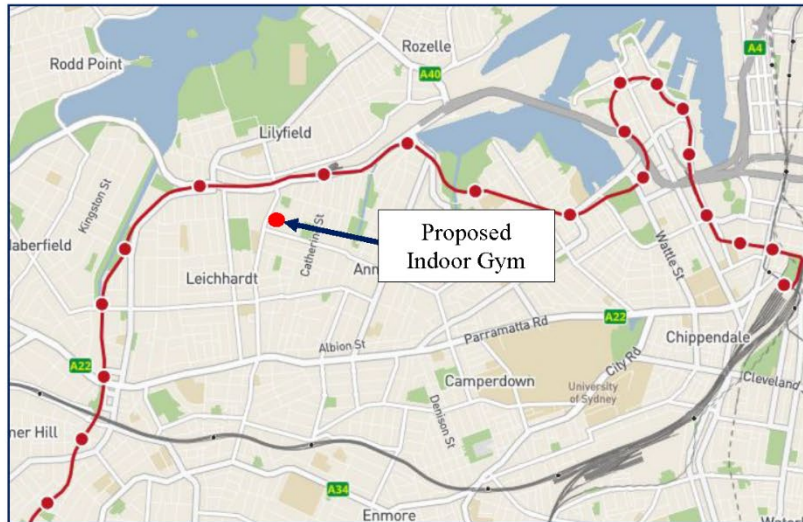 A4
Rozelle
Rodd Point
A40
Lilyfield
Kingston St
Proposed
Indoor Gym
Catherine St
Haberfield
Wattle St
Leichhardt
Ann
A22
Parramatta Rd
Chippendale
Albion St
A22
City Rd
Cleveland
Camperdown
University
of Sydney
Denison St
ner Hill
A34
Enmore